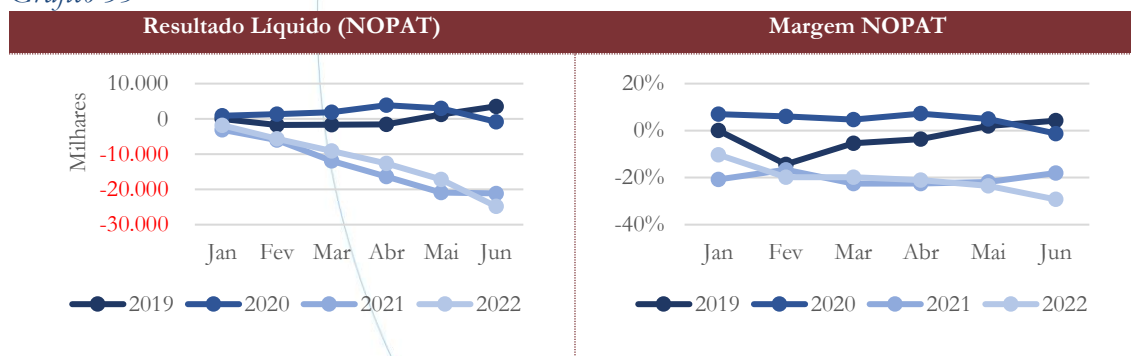 Resultado Líquido (NOPAT)
Margem NOPAT
Milhares
10.000
0
-10.000
-20.000
-30.000
Jan Fev Mar Abr Mai Jun
2019 2020 2021 2022
20%
0%
-20%
-40%
Jan Fev Mar Abr Mai Jun
2019 2020 2021 2022